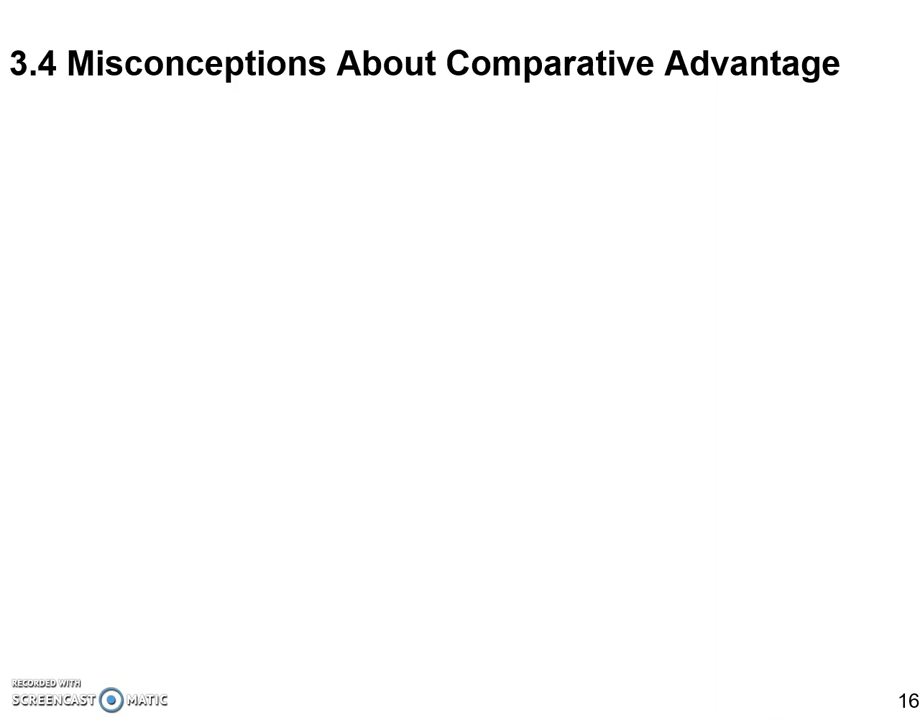 3.4 Misconceptions About Comparative Advantage
RECORDED WITH
SCREENCAST MATIC
16